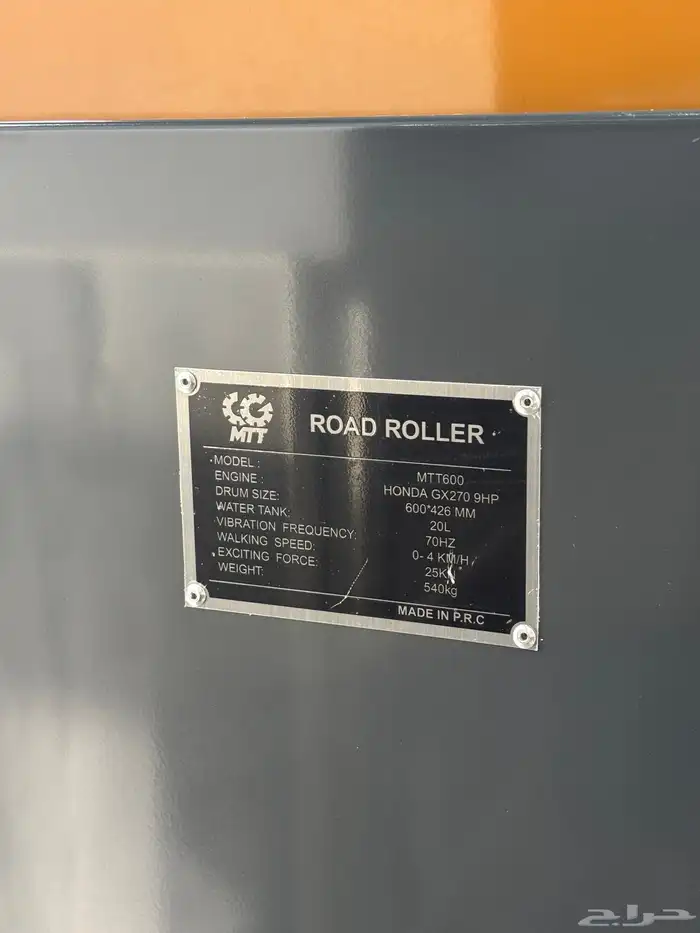 MTT
ROAD ROLLER
MODEL : MTT600
ENGINE : HONDA GX270 9HP
DRUM SIZE: 600*426 MM
WATER TANK: 20L
VIBRATION FREQUENCY: 70HZ
WALKING SPEED: 0- 4 KM/H
EXCITING FORCE:
WEIGHT: 540kg
MADE IN P.R.C
حراج